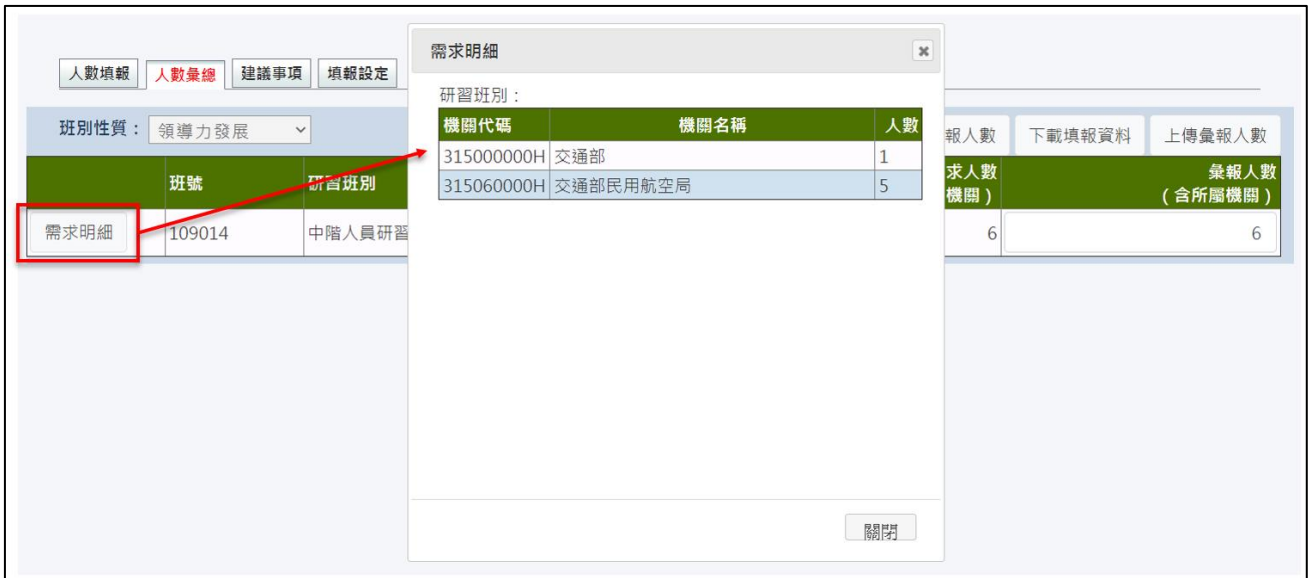 人數填報 人數彙總 建議事項 填報設定
班別性質： 領導力發展
報人數 下載填報資料 上傳彙報人數
班號 研習班別 求人數 機關） 彙報人數 （含所屬機關）
需求明細 109014 中階人員研習 6 6
需求明細
研習班別：
機關代碼 機關名稱 人數
315000000H 交通部 1
315060000H 交通部民用航空局 5
關閉